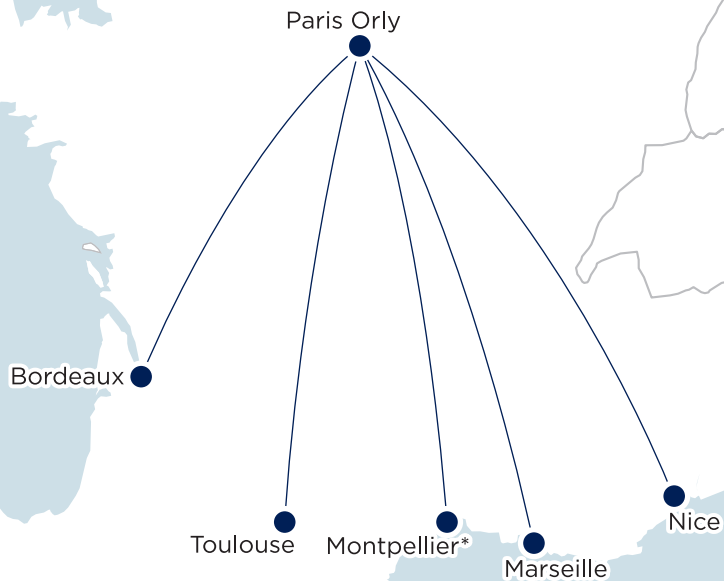 Paris Orly
Bordeaux
Toulouse
Montpellier*
Marseille
Nice